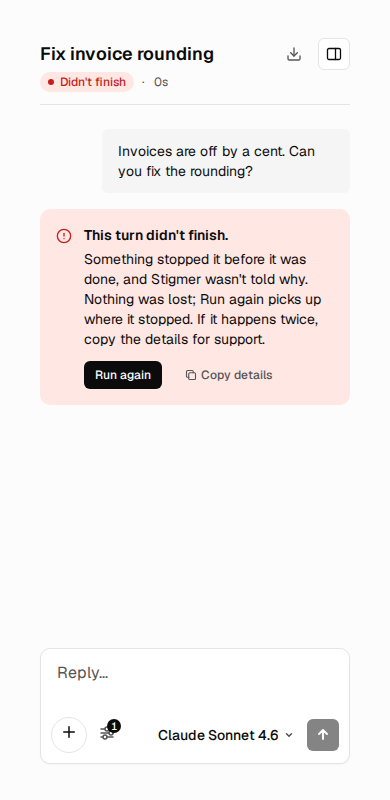 Fix invoice rounding
Didn't finish · 0s
Invoices are off by a cent. Can
you fix the rounding?
This turn didn't finish.
Something stopped it before it was
done, and Stigmer wasn't told why.
Nothing was lost; Run again picks up
where it stopped. If it happens twice,
copy the details for support.
Run again
Copy details
Reply...
1
Claude Sonnet 4.6